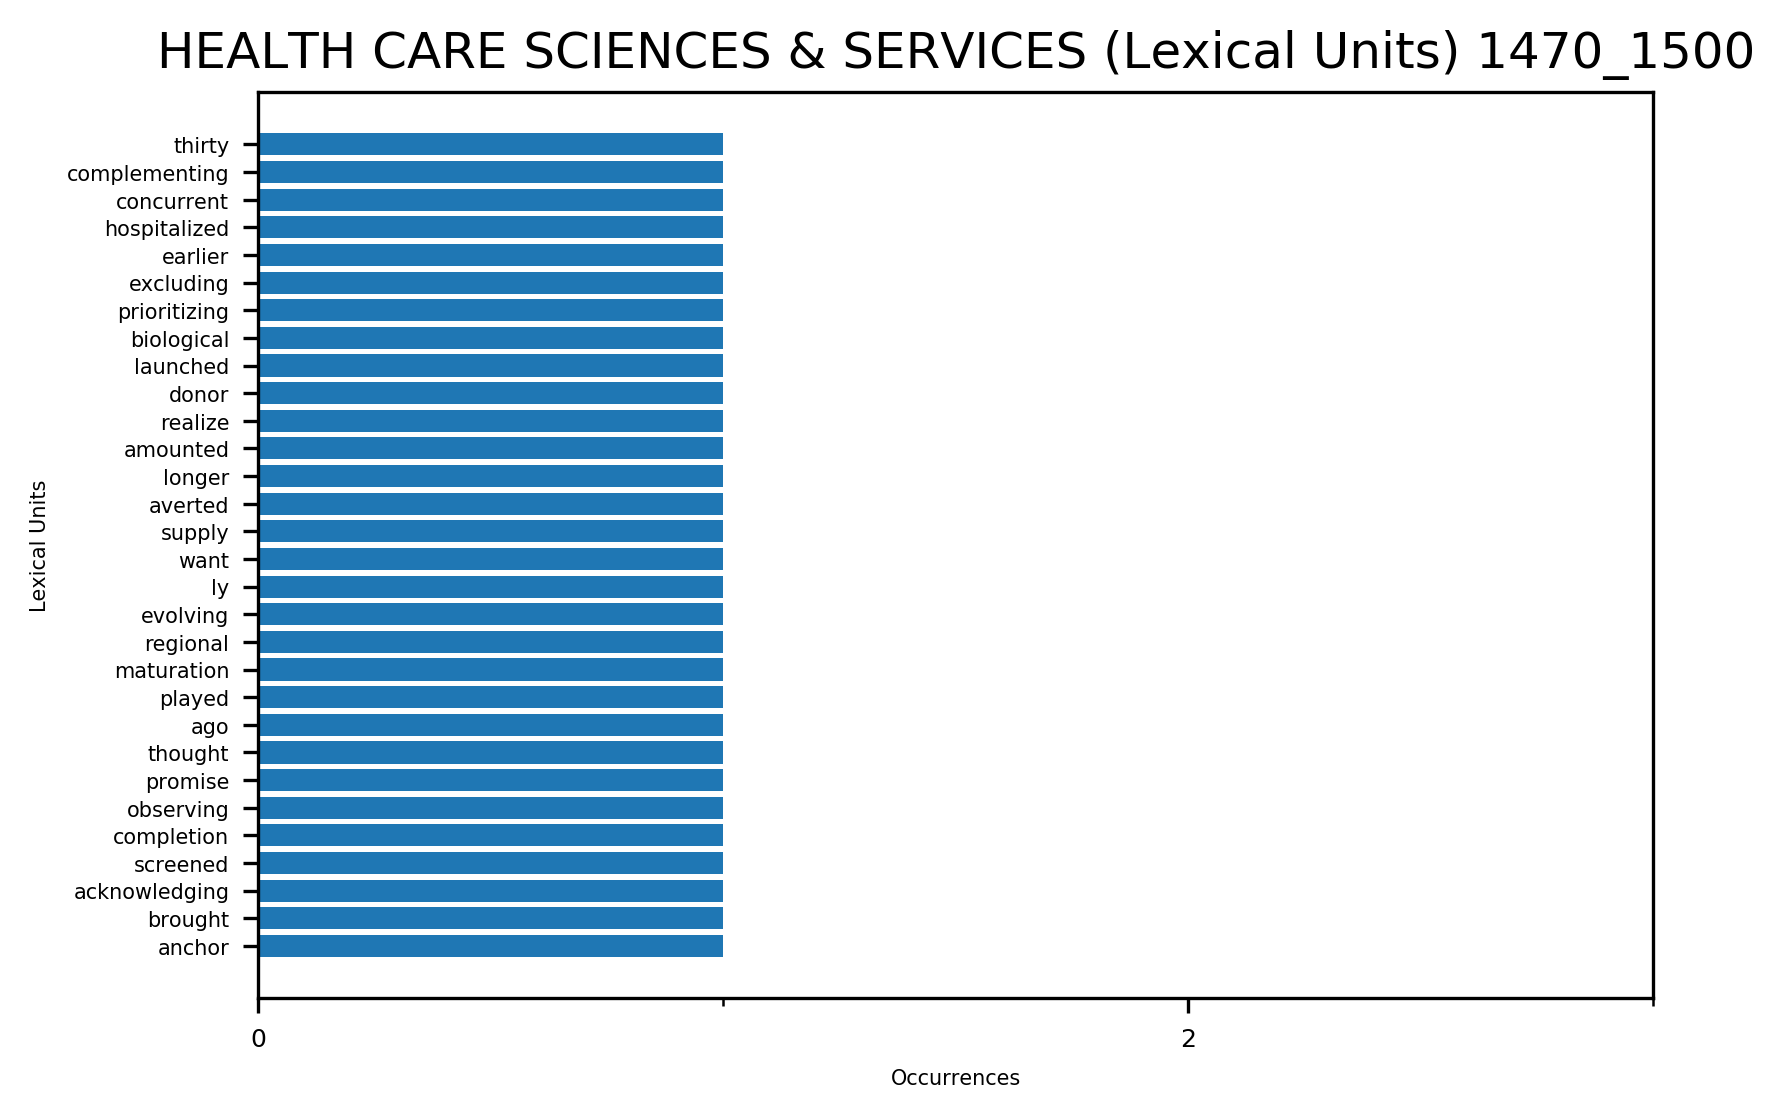 HEALTH CARE SCIENCES & SERVICES (Lexical Units) 1470_1500
thirty
complementing
concurrent
hospitalized
earlier
excluding
prioritizing
biological
launched
donor
realize
amounted
longer
averted
supply
want
ly
evolving
regional
maturation
played
ago
thought
promise
observing
completion
screened
acknowledging
brought
anchor
Lexical Units
0 2
Occurrences